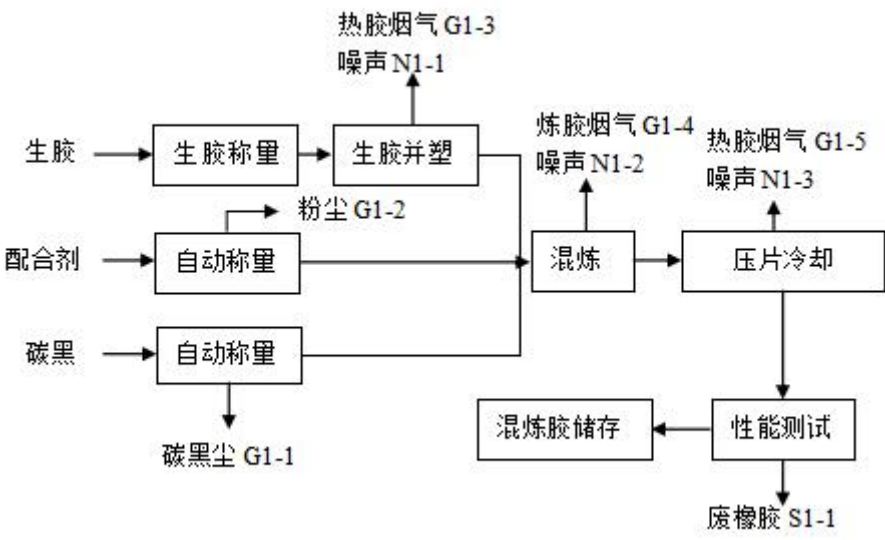 热胶烟气 G1-3
噪声 N1-1
炼胶烟气 G1-4
噪声 N1-2
热胶烟气 G1-5
噪声 N1-3
生胶
生胶称量
生胶并塑
粉尘 G1-2
配合剂
自动称量
混炼
压片冷却
碳黑
自动称量
碳黑尘 G1-1
混炼胶储存
性能测试
废橡胶 S1-1